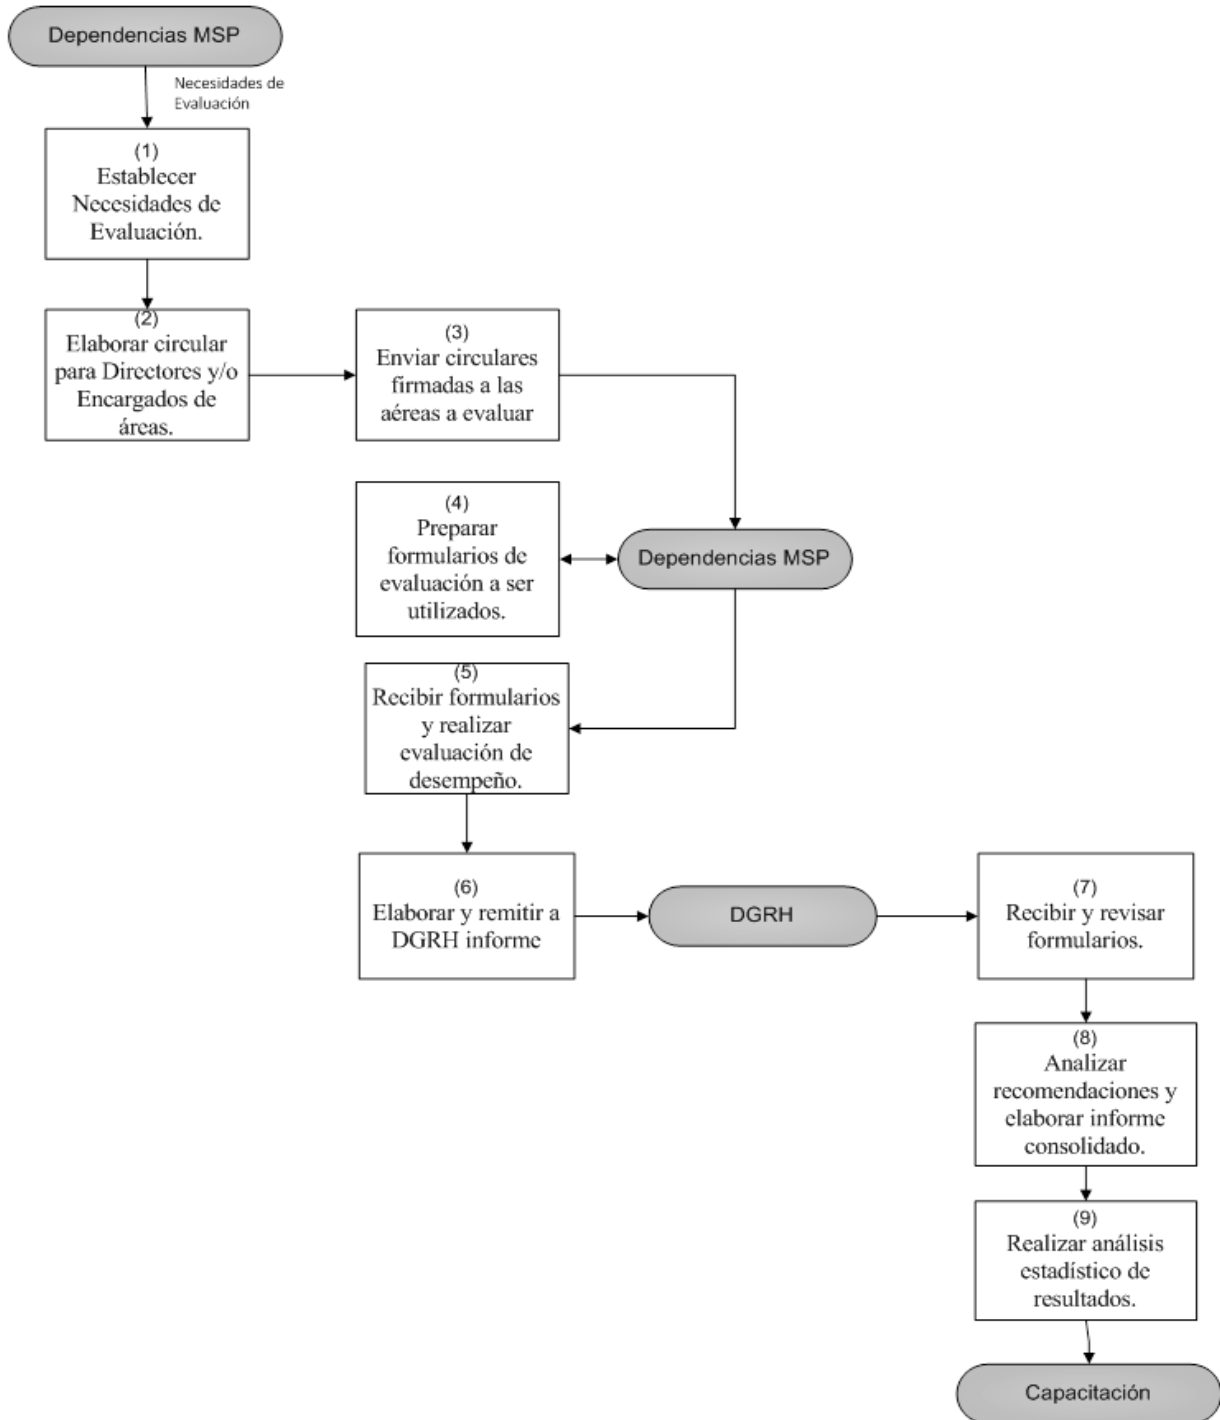 Dependencias MSP
Necesidades de
Evaluación
(1)
Establecer
Necesidades de
Evaluación.
(2)
Elaborar circular
para Directores y/o
Encargados de
áreas.
(3)
Enviar circulares
firmadas a las
aéreas a evaluar
(4)
Preparar
formularios de
evaluación a ser
utilizados.
Dependencias MSP
(5)
Recibir formularios
y realizar
evaluación de
desempeño.
(6)
Elaborar y remitir a
DGRH informe
DGRH
(7)
Recibir y revisar
formularios.
(8)
Analizar
recomendaciones y
elaborar informe
consolidado.
(9)
Realizar análisis
estadístico de
resultados.
Capacitación